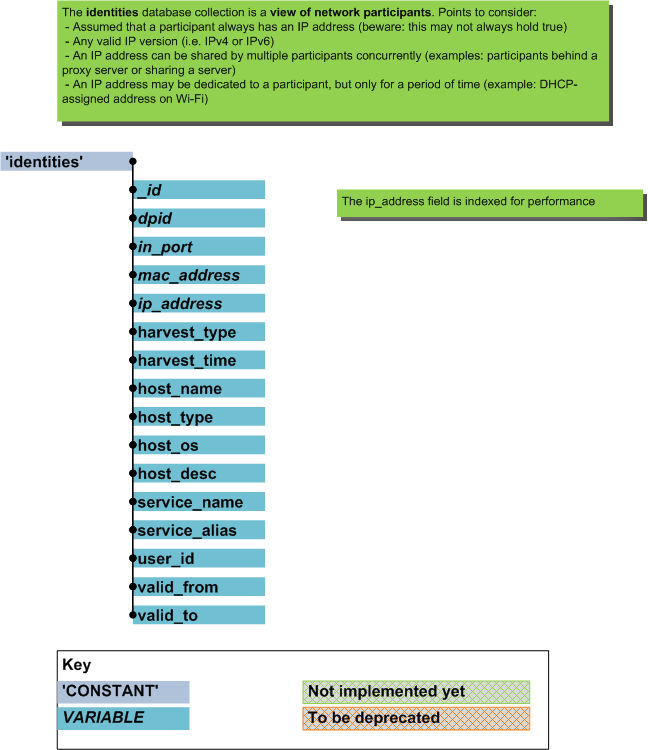 The identities database collection is a view of network participants. Points to consider:
- Assumed that a participant always has an IP address (beware: this may not always hold true)
- Any valid IP version (i.e. IPv4 or IPv6)
- An IP address can be shared by multiple participants concurrently (examples: participants behind a
proxy server or sharing a server)
- An IP address may be dedicated to a participant, but only for a period of time (example: DHCP-
assigned address on Wi-Fi)
'identities'
_id
The ip_address field is indexed for performance
dpid
in_port
mac_address
ip_address
harvest_type
harvest_time
host_name
host_type
host_os
host_desc
service_name
service_alias
user_id
valid_from
valid_to
Key
'CONSTANT'
Not implemented yet
VARIABLE
To be deprecated